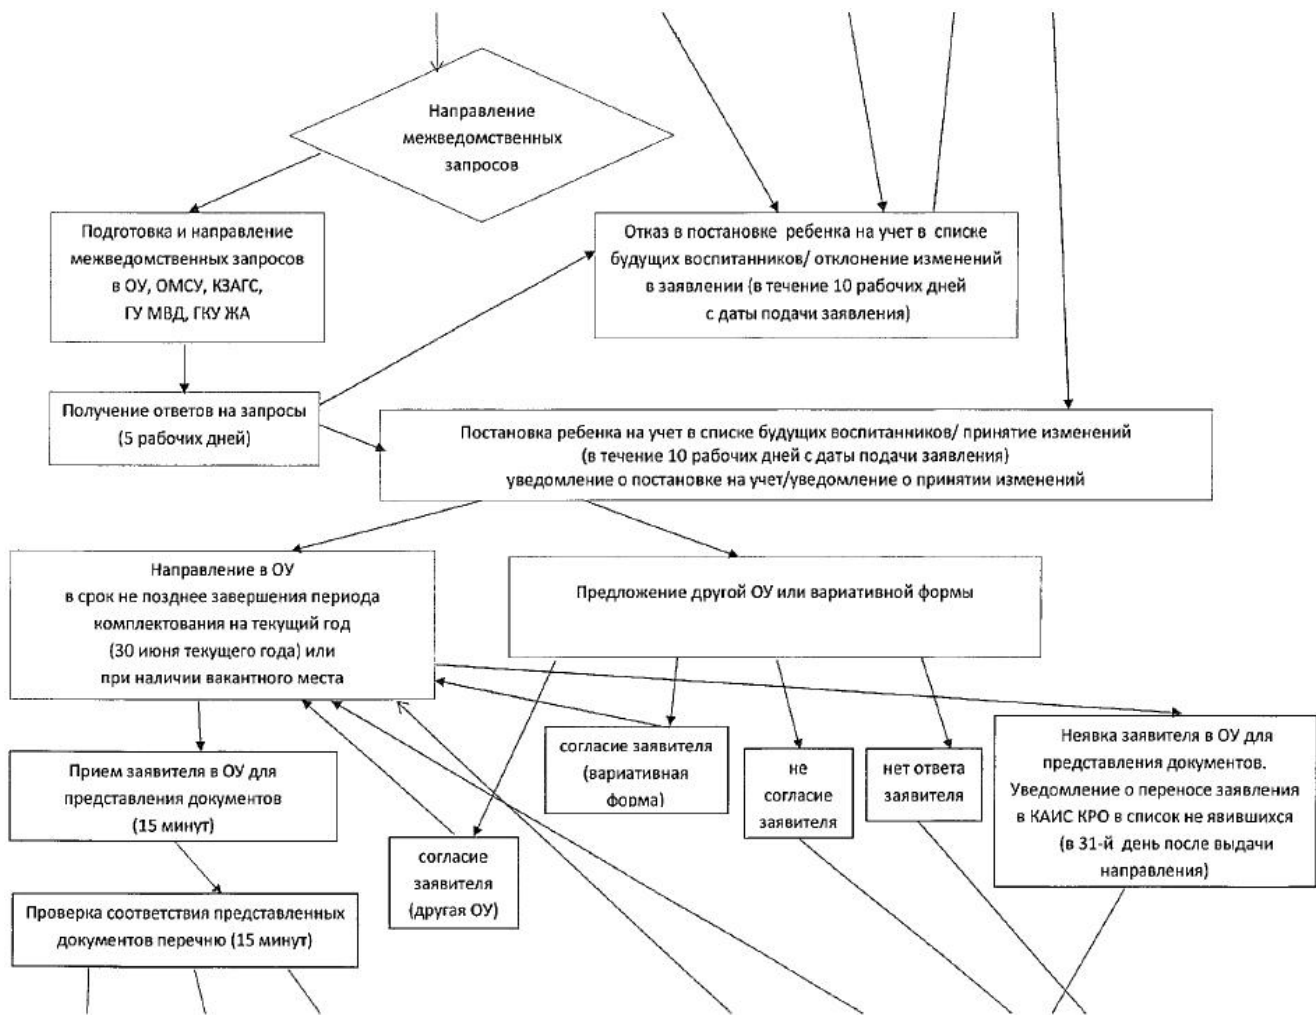 Направление
межведомственных
запросов
Подготовка и направление
межведомственных запросов
в ОУ, ОМСУ, КЗАГС,
ГУ МВД, ГКУ ЖА
Отказ в постановке ребенка на учет в списке
будущих воспитанников/ отклонение изменений
в заявлении (в течение 10 рабочих дней
с даты подачи заявления)
Получение ответов на запросы
(5 рабочих дней)
Постановка ребенка на учет в списке будущих воспитанников/ принятие изменений
(в течение 10 рабочих дней с даты подачи заявления)
уведомление о постановке на учет/уведомление о принятии изменений
Направление в ОУ
в срок не позднее завершения периода
комплектования на текущий год
(30 июня текущего года) или
при наличии вакантного места
Предложение другой ОУ или вариативной формы
Прием заявителя в ОУ для
представления документов
(15 минут)
согласие заявителя
(вариативная
форма)
не
согласие
заявителя
нет ответа
заявителя
Неявка заявителя в ОУ для
представления документов.
Уведомление о переносе заявления
в КАИС КРО в список не явившихся
(в 31-й день после выдачи
направления)
согласие
заявителя
(другая ОУ)
Проверка соответствия представленных
документов перечню (15 минут)